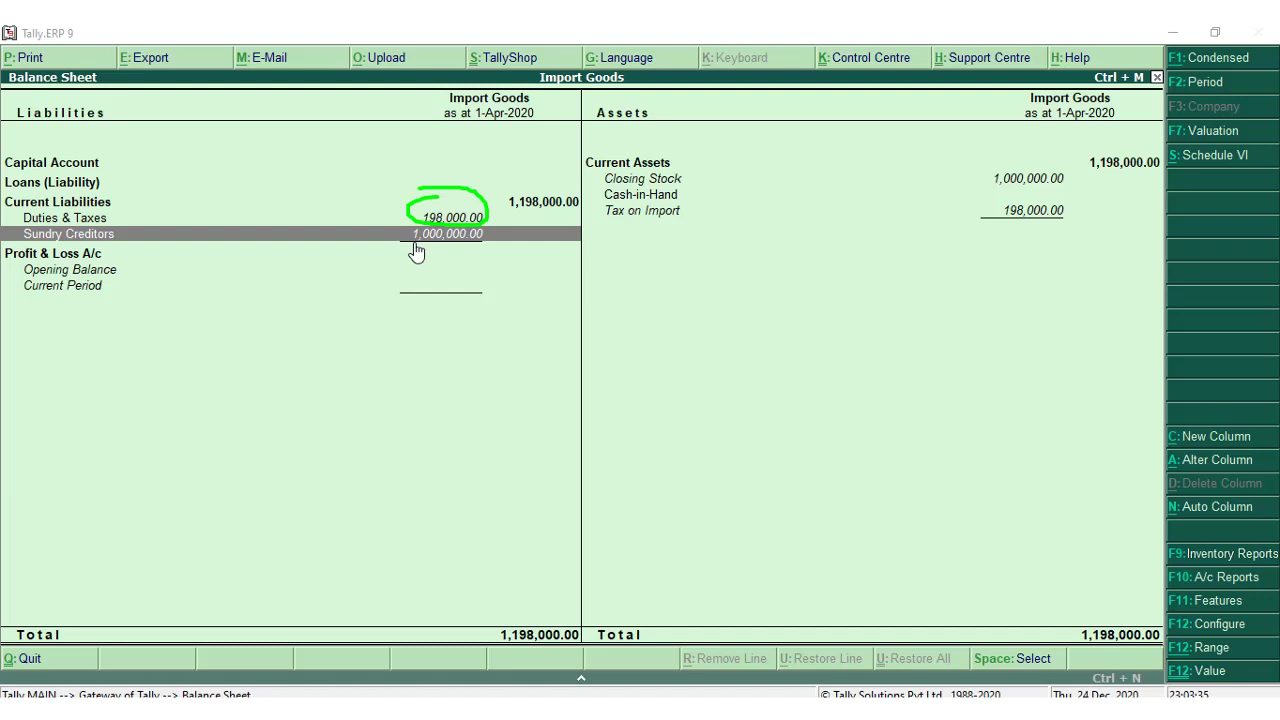 Tally.ERP 9
P: Print E: Export M: E-Mail O: Upload S: TallyShop G: Language K: Keyboard K: Control Centre H: Support Centre H: Help
Balance Sheet Import Goods Ctrl + M
Liabilities Import Goods as at 1-Apr-2020
Assets Import Goods as at 1-Apr-2020
Capital Account
Loans (Liability)
Current Liabilities 1,198,000.00
Duties & Taxes 198,000.00
Sundry Creditors 1,000,000.00
Profit & Loss A/c
Opening Balance
Current Period
Current Assets 1,198,000.00
Closing Stock 1,000,000.00
Cash-in-Hand
Tax on Import 198,000.00
Total 1,198,000.00
Total 1,198,000.00
F1: Condensed
F2: Period
F3: Company
F7: Valuation
S: Schedule VI
C: New Column
A: Alter Column
D: Delete Column
N: Auto Column
F9: Inventory Reports
F10: A/c Reports
F11: Features
F12: Configure
F12: Range
F12: Value
Q: Quit R: Remove Line U: Restore Line U: Restore All Space: Select
Ctrl + N
Tally MAIN --> Gateway of Tally --> Balance Sheet © Tally Solutions Pvt Ltd., 1988-2020 Thu, 24 Dec, 2020 23:03:35